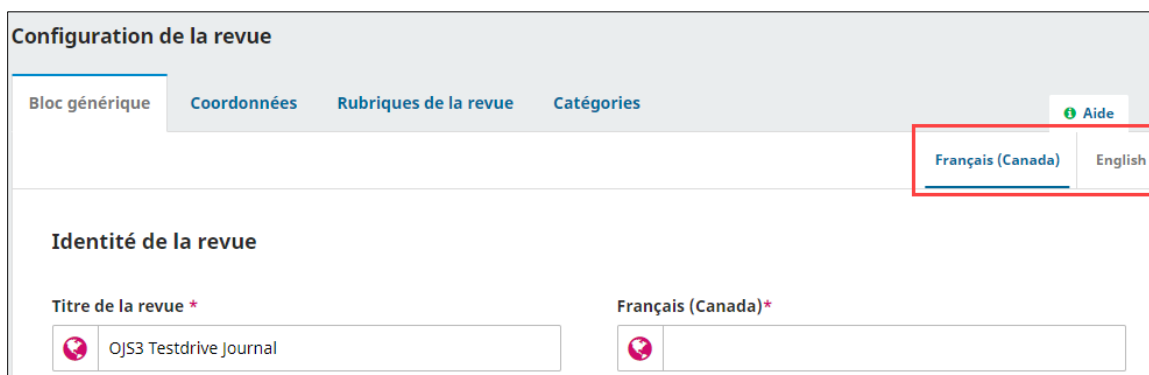 Configuration de la revue
Bloc générique Coordonnées Rubriques de la revue Catégories
Aide
Français (Canada) English
Identité de la revue
Titre de la revue * Français (Canada)*
OJS3 Testdrive Journal